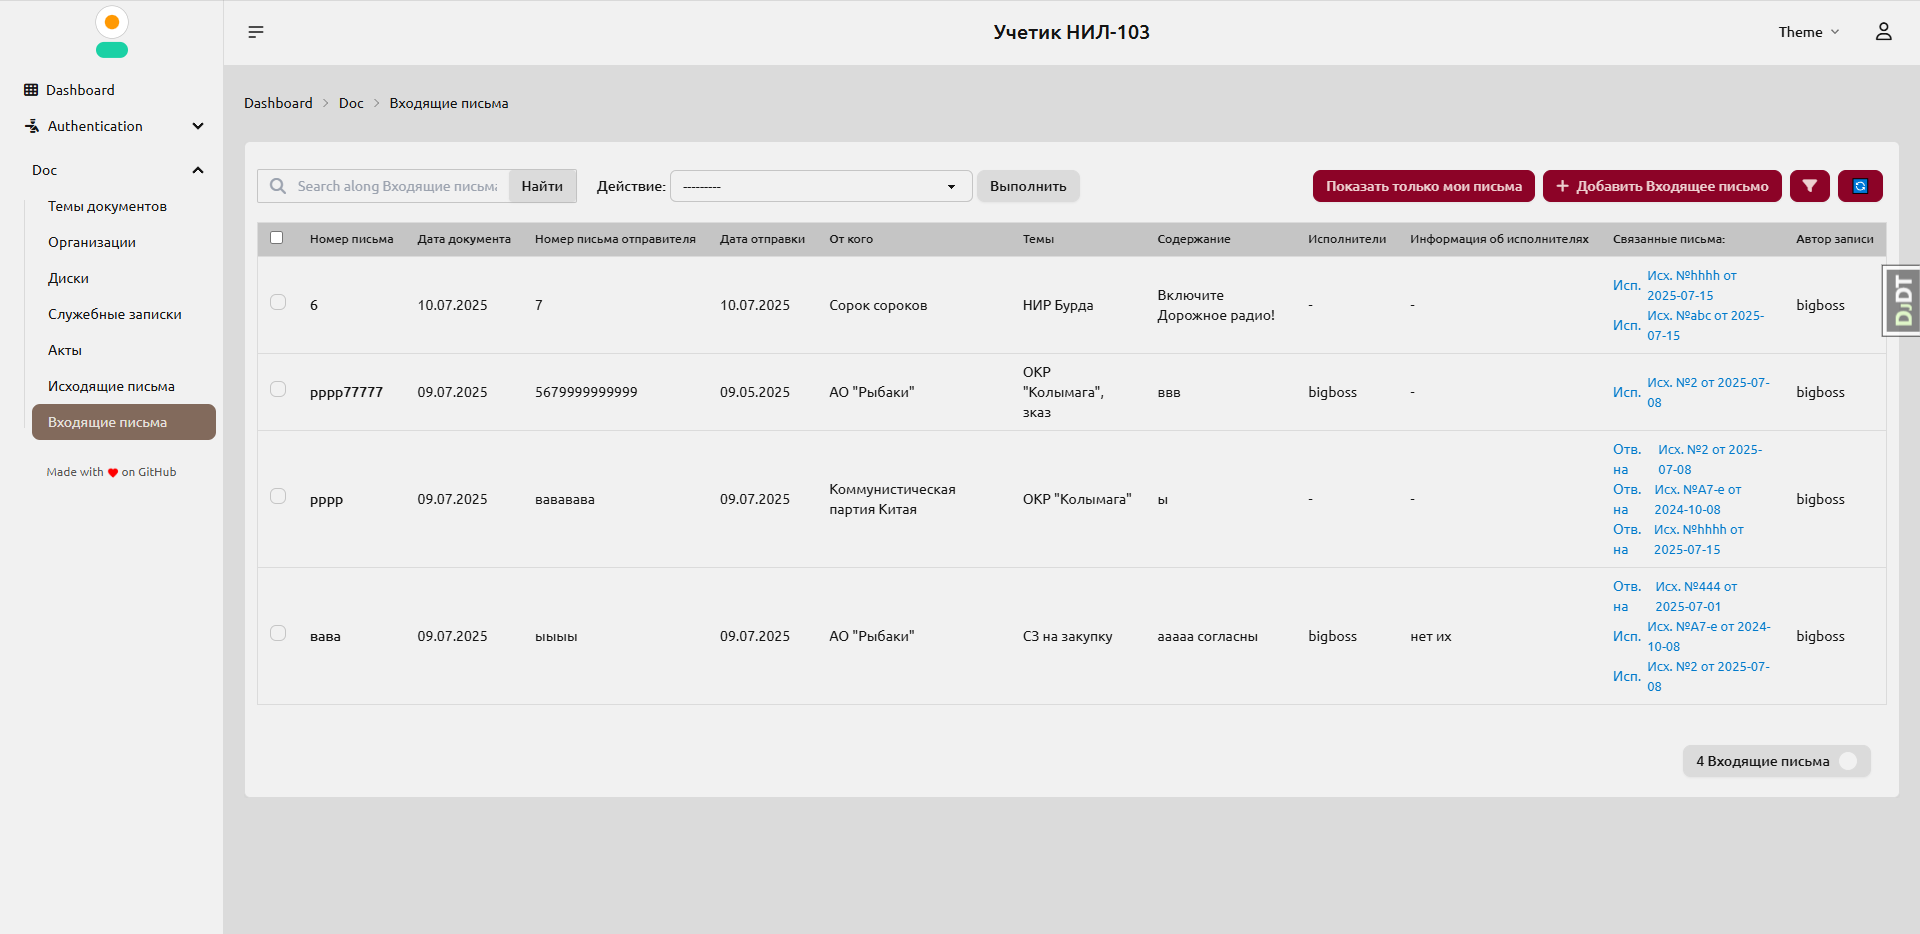 Учетик НИЛ-103
Theme
Dashboard
Authentication
Doc
Темы документов
Организации
Диски
Служебные записки
Акты
Исходящие письма
Входящие письма
Made with ❤ on GitHub
Dashboard > Doc > Входящие письма
Search along Входящие письма
Найти
Действие:
---------
Выполнить
Показать только мои письма
+ Добавить Входящее письмо
Номер письма Дата документа Номер письма отправителя Дата отправки От кого Темы Содержание Исполнители Информация об исполнителях Связанные письма: Автор записи
6 10.07.2025 7 10.07.2025 Сорок сороков НИР Бурда
Включите
Дорожное радио!
- -
Исп. Исх. №hhhh от
2025-07-15
Исп. Исх. №abc от 2025-
07-15
bigboss
рррр77777 09.07.2025 5679999999999 09.05.2025 АО "Рыбаки"
ОКР
"Колымага",
зказ
ввв bigboss -
Исп. Исх. №2 от 2025-07-
08
bigboss
рррр 09.07.2025 вававава 09.07.2025
Коммунистическая
партия Китая
ОКР "Колымага" ы - -
Отв. Исх. №2 от 2025-
на 07-08
Отв. Исх. №А7-е от
на 2024-10-08
Отв. Исх. №hhhh от
на 2025-07-15
bigboss
вава 09.07.2025 ыыыы 09.07.2025 АО "Рыбаки" СЗ на закупку ааааа согласны bigboss нет их
Отв. Исх. №444 от
на 2025-07-01
Исп. Исх. №А7-е от 2024-
10-08
Исп. Исх. №2 от 2025-07-
08
bigboss
DJDT
4 Входящие письма